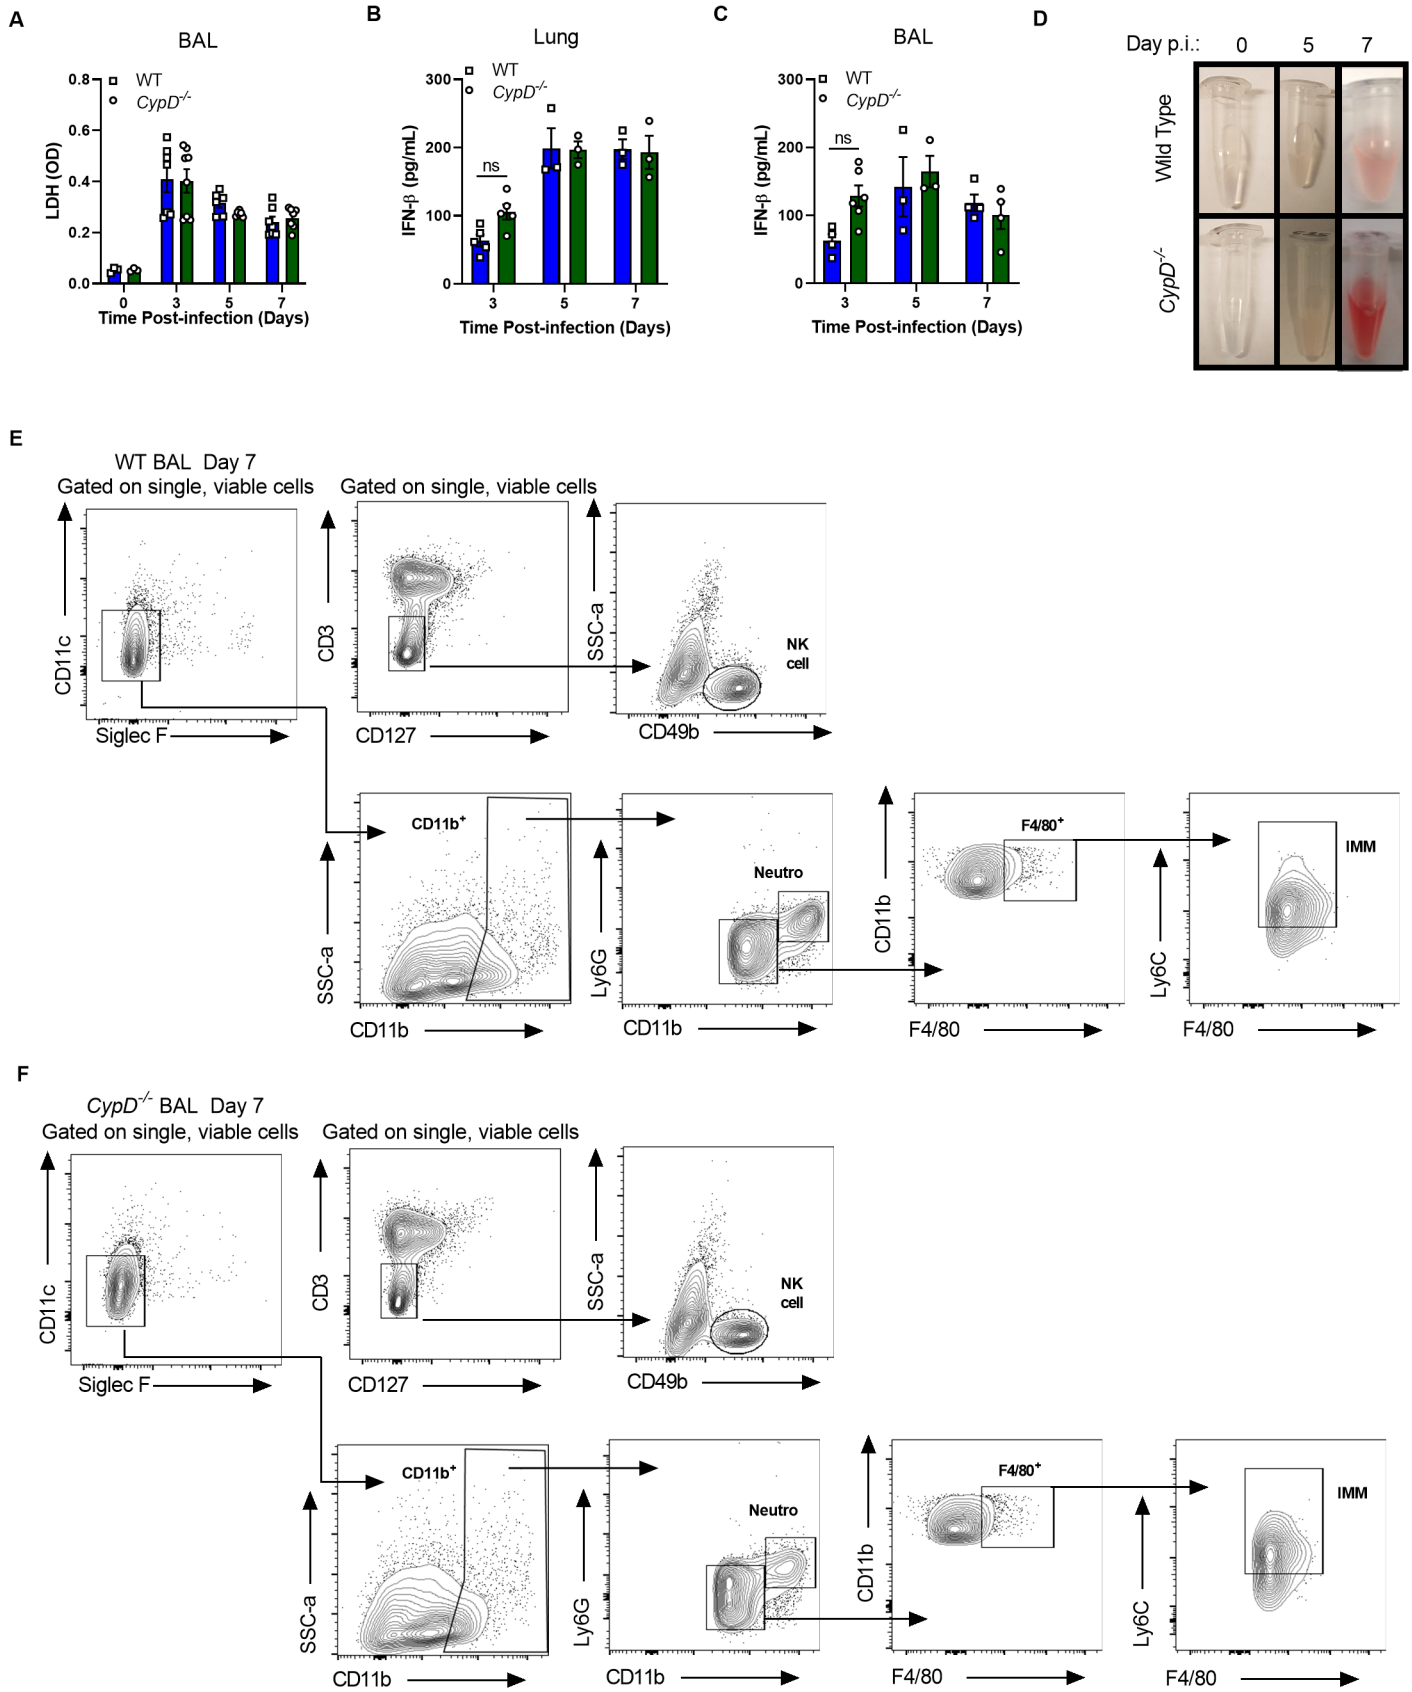 A
BAL
WT
CypD-/-
LDH (OD)
0.8
0.6
0.4
0.2
0.0
0 3 5 7
Time Post-infection (Days)
B
Lung
WT
CypD-/-
IFN-β (pg/mL)
300
200
100
0
ns
3 5 7
Time Post-infection (Days)
C
BAL
WT
CypD-/-
IFN-β (pg/mL)
300
200
100
0
ns
3 5 7
Time Post-infection (Days)
D
Day p.i.: 0 5 7
Wild Type
CypD-/-
E
WT BAL Day 7
Gated on single, viable cells
Gated on single, viable cells
CD11c
Siglec F
CD3
CD127
SSC-a
NK
cell
CD49b
CD11b+
SSC-a
CD11b
Neutro
Ly6G
CD11b
F4/80+
CD11b
F4/80
IMM
Ly6C
F4/80
F
CypD-/- BAL Day 7
Gated on single, viable cells
Gated on single, viable cells
CD11c
Siglec F
CD3
CD127
SSC-a
NK
cell
CD49b
CD11b+
SSC-a
CD11b
Neutro
Ly6G
CD11b
F4/80+
CD11b
F4/80
IMM
Ly6C
F4/80